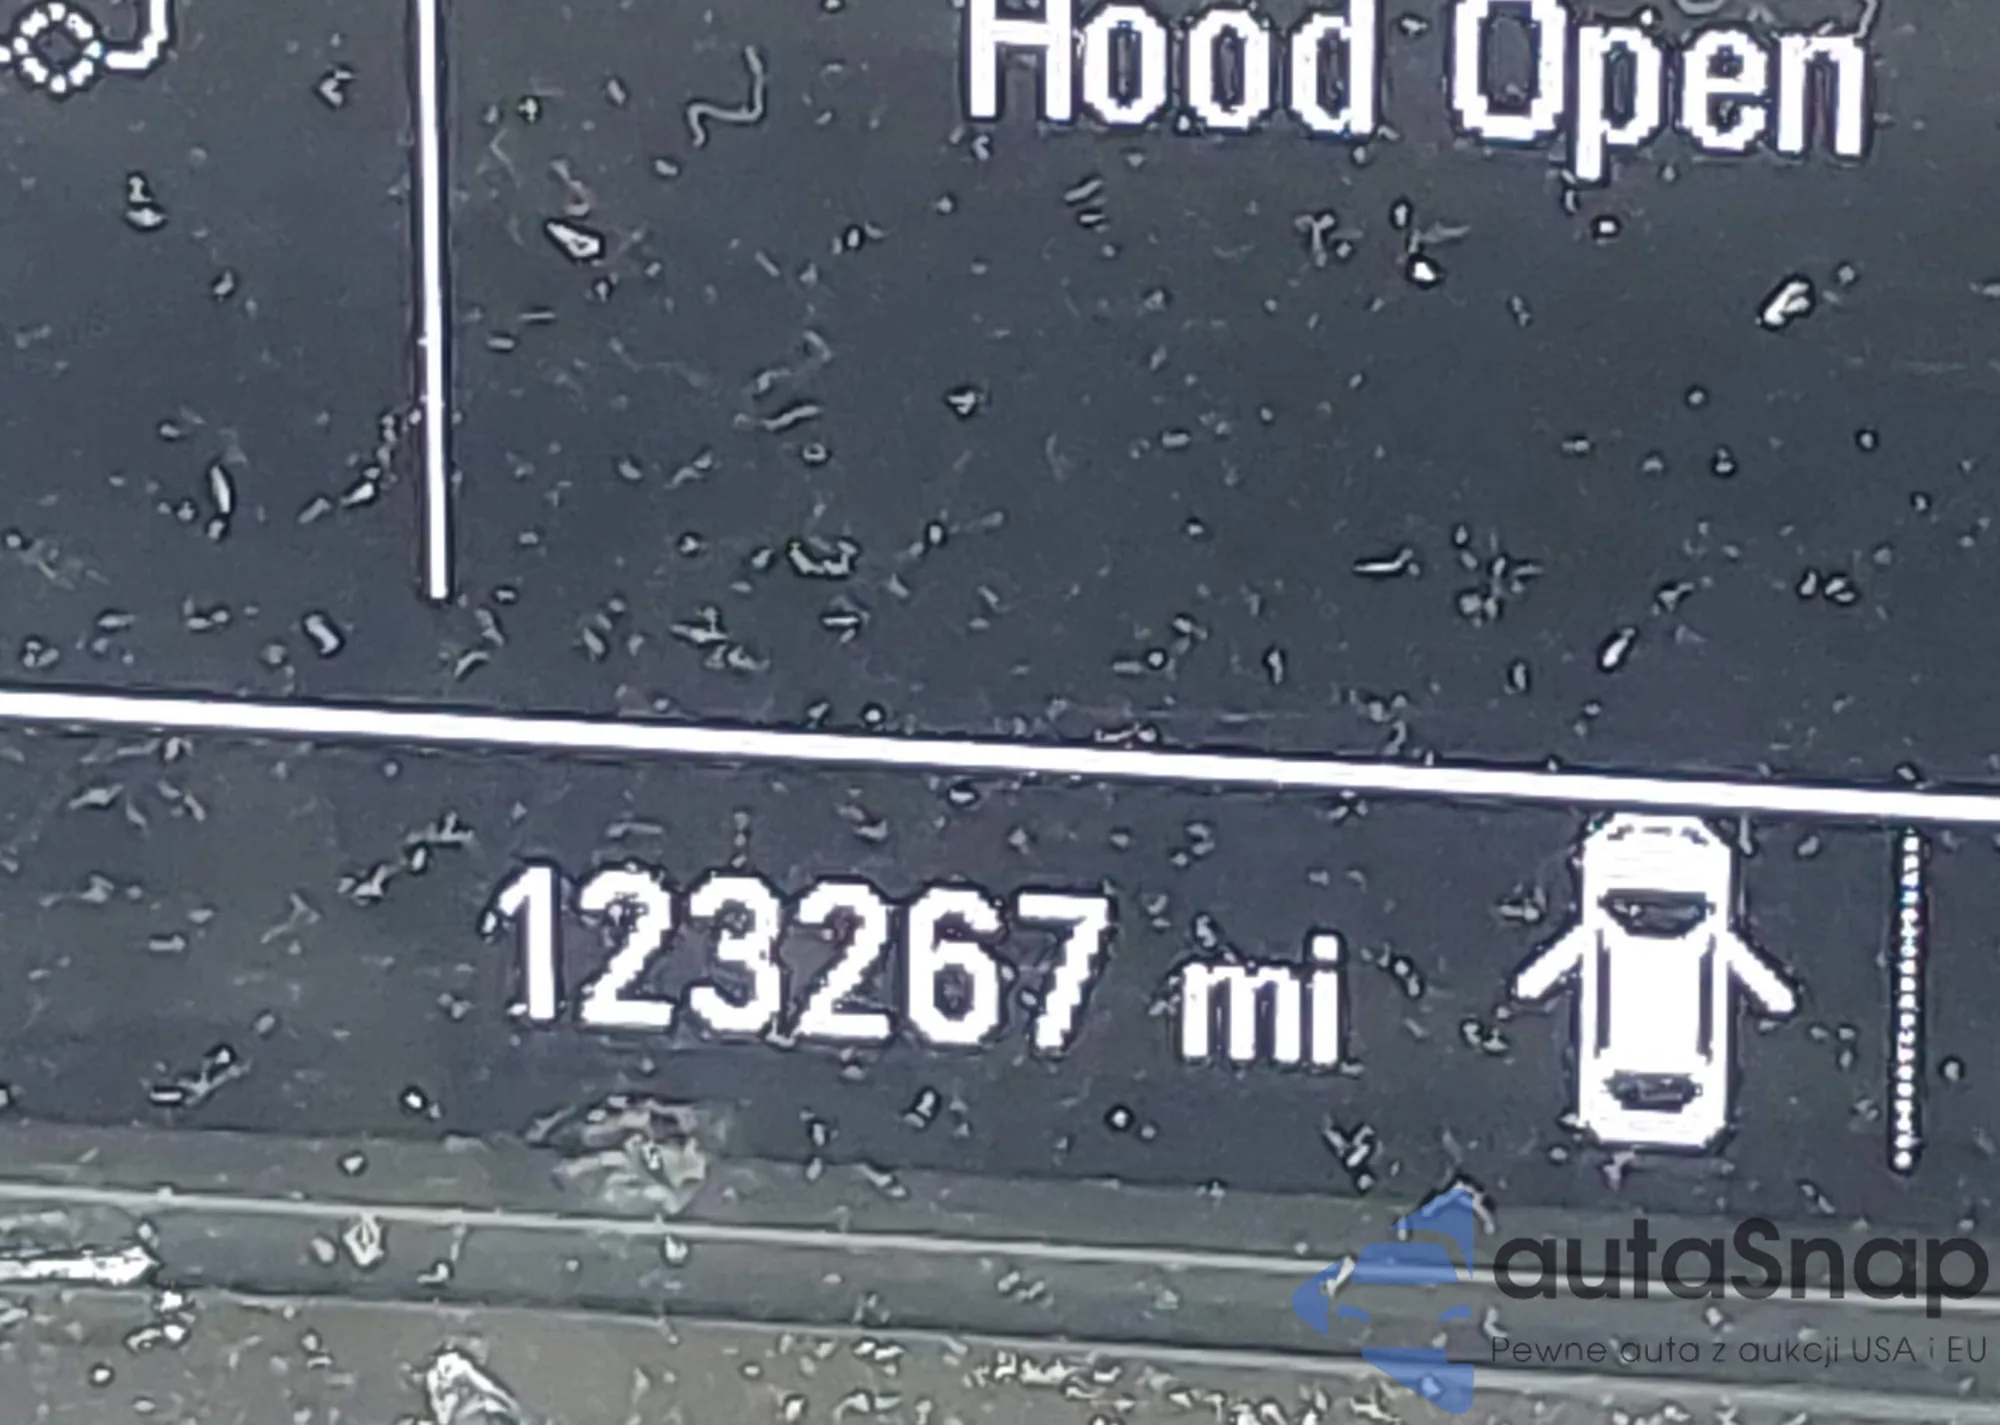 Hood Open
123267 mi
autaSnap
Pewne auta z aukcji USA i EU